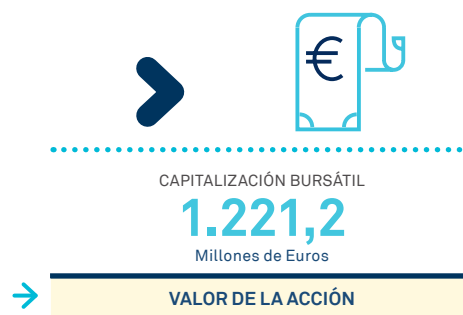 €
CAPITALIZACIÓN BURSÁTIL
1.221,2
Millones de Euros
VALOR DE LA ACCIÓN